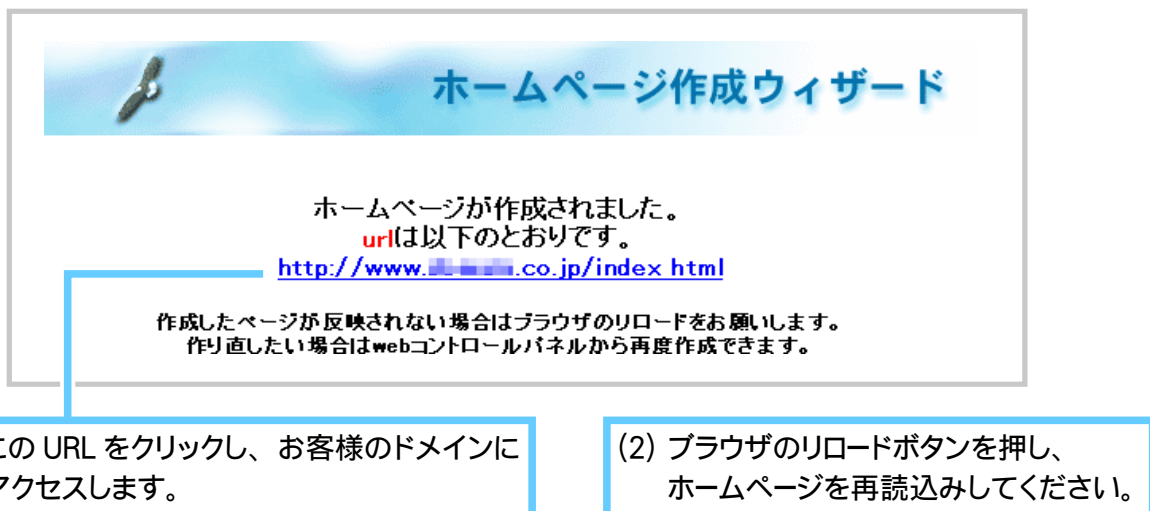 ホームページ作成ウィザード
ホームページが作成されました。
urlは以下のとおりです。
http://www. .co.jp/index html
作成したページが反映されない場合はブラウザのリロードをお願いします。
作り直したい場合はwebコントロールパネルから再度作成できます。
この URL をクリックし、お客様のドメインに
アクセスします。
(2) ブラウザのリロードボタンを押し、
ホームページを再読込みしてください。